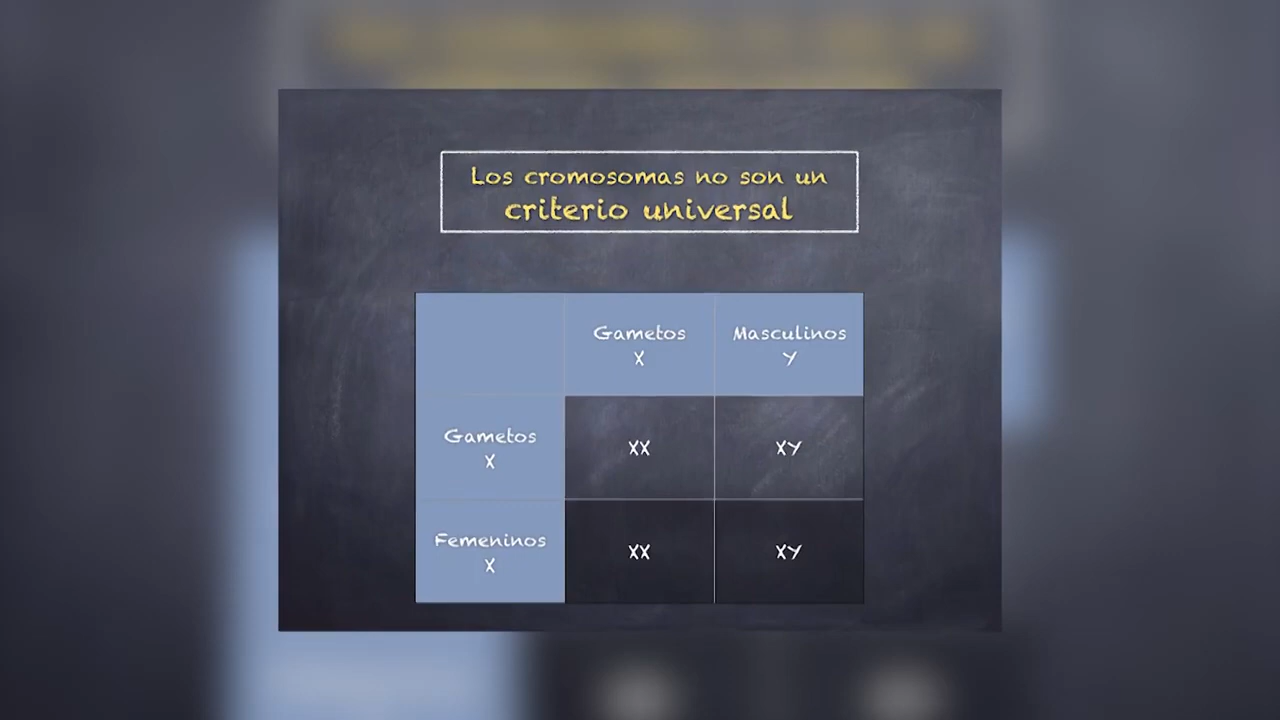 Los cromosomas no son un
criterio universal
Gametos
X
Masculinos
Y
Gametos
X
XX
XY
Femeninos
X
XX
XY